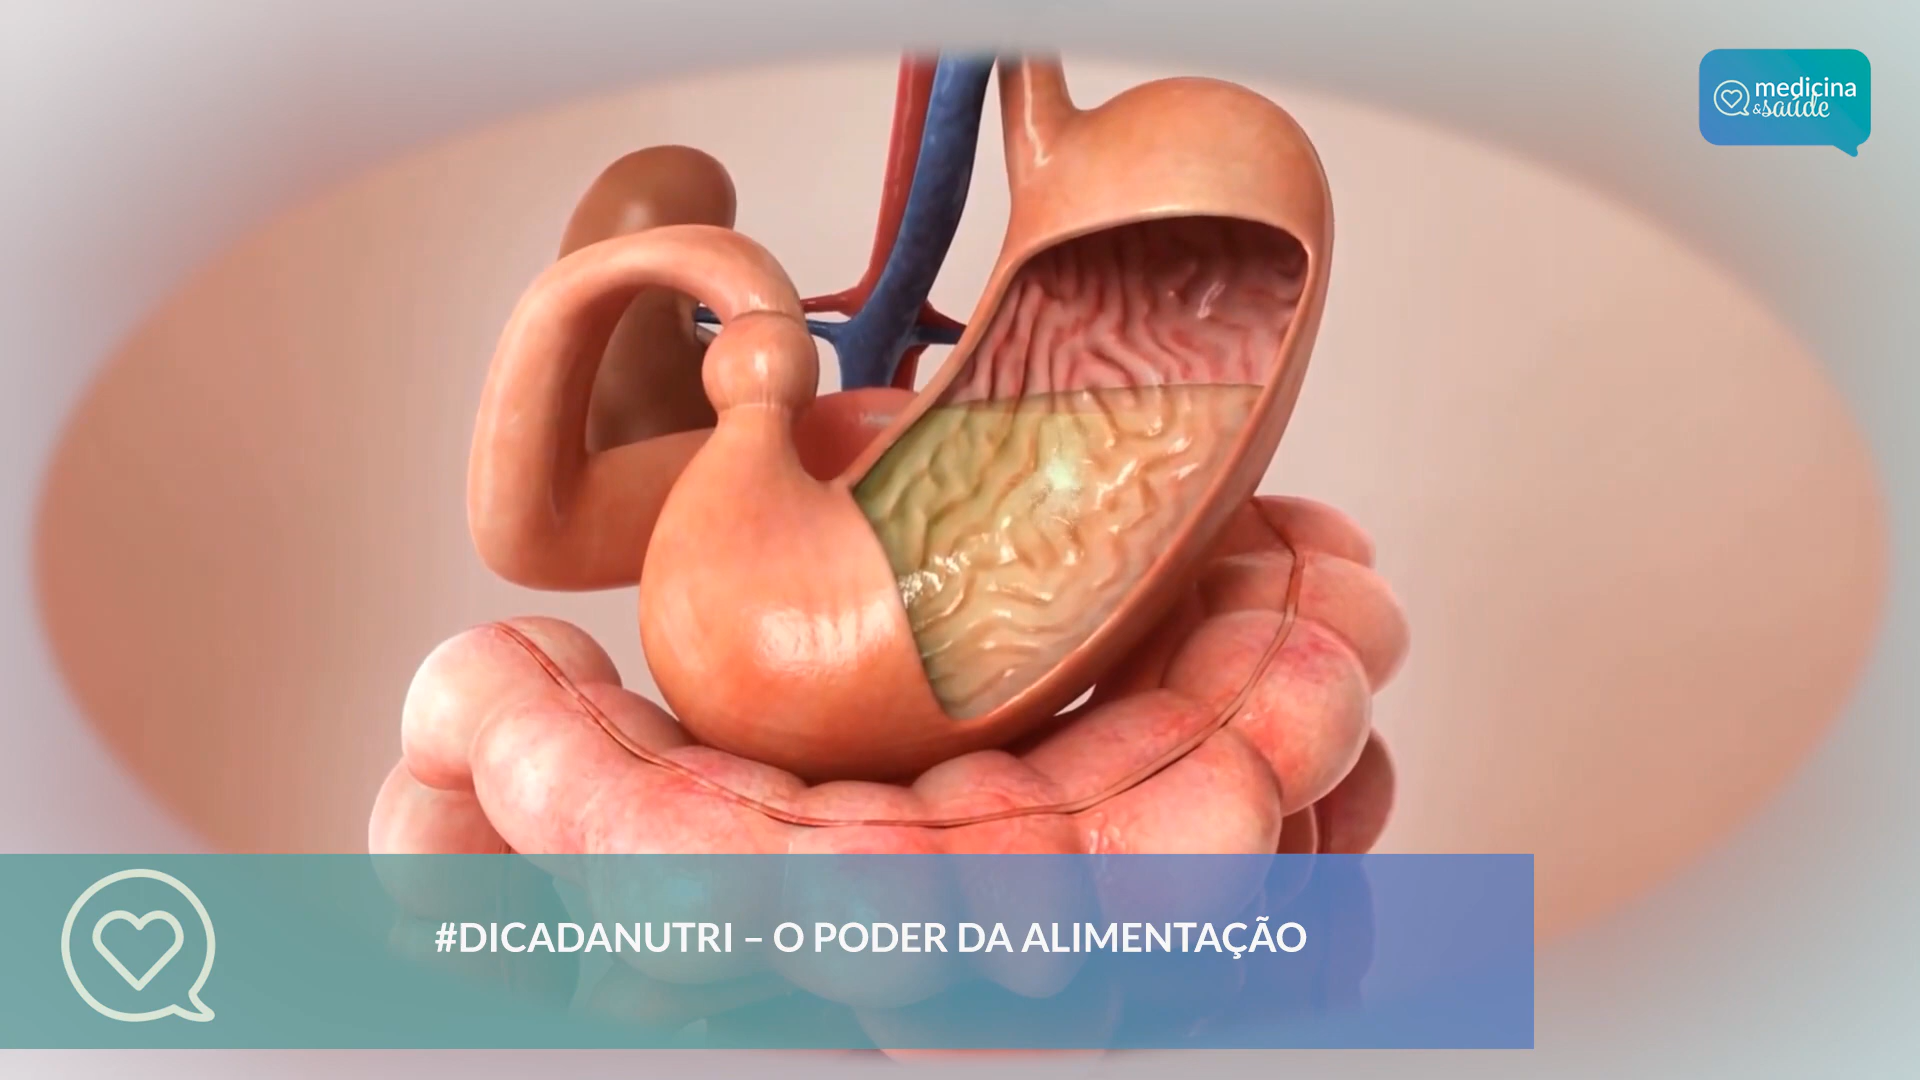 medicina
&saúde
#DICADANUTRI – O PODER DA ALIMENTAÇÃO